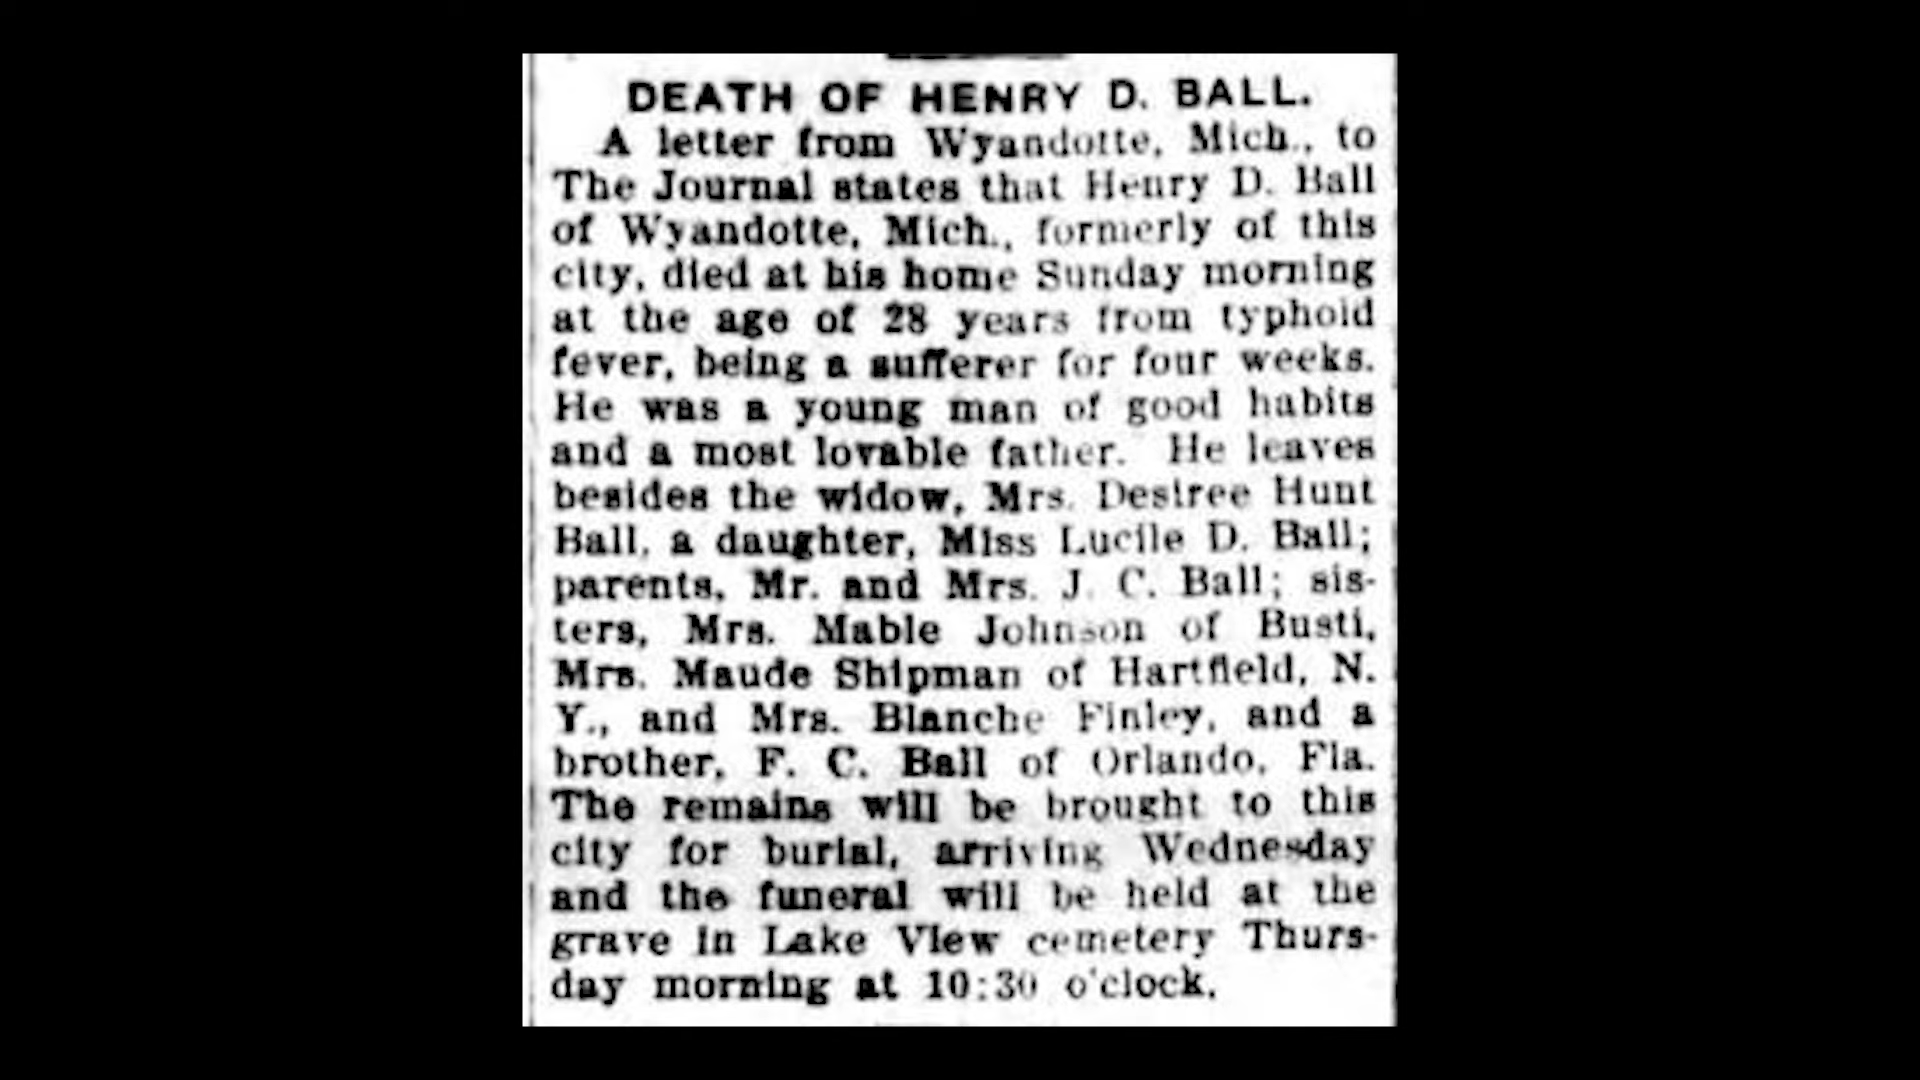 DEATH OF HENRY D. BALL.
A letter from Wyandotte, Mich., to
The Journal states that Henry D. Ball
of Wyandotte, Mich., formerly of this
city, died at his home Sunday morning
at the age of 28 years from typhoid
fever, being a sufferer for four weeks.
He was a young man of good habits
and a most lovable father. He leaves
besides the widow, Mrs. Desiree Hunt
Ball, a daughter, Miss Lucile D. Ball;
parents, Mr. and Mrs. J. C. Ball; sis-
ters, Mrs. Mable Johnson of Busti,
Mrs. Maude Shipman of Hartfield, N.
Y., and Mrs. Blanche Finley, and a
brother, F. C. Ball of Orlando, Fla.
The remains will be brought to this
city for burial, arriving Wednesday
and the funeral will be held at the
grave in Lake View cemetery Thurs-
day morning at 10:30 o'clock.